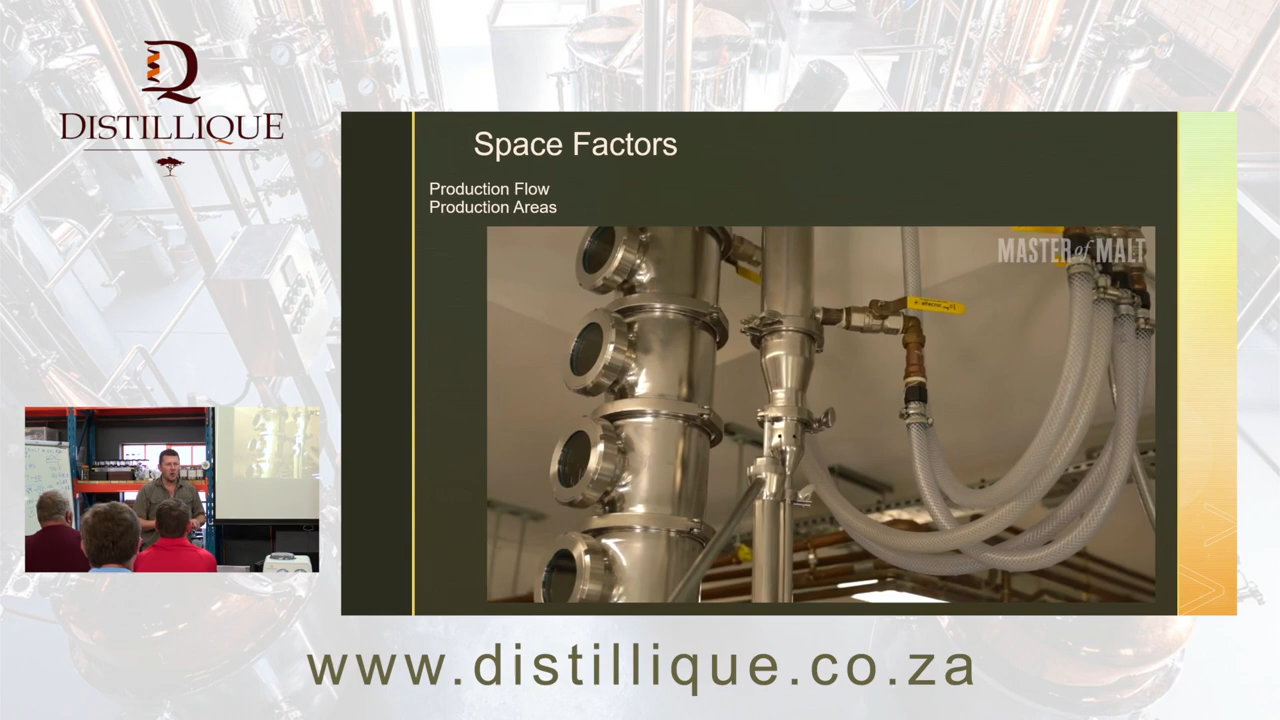 DISTILLIQUE
Space Factors
Production Flow
Production Areas
MASTER of MALT
www.distillique.co.za